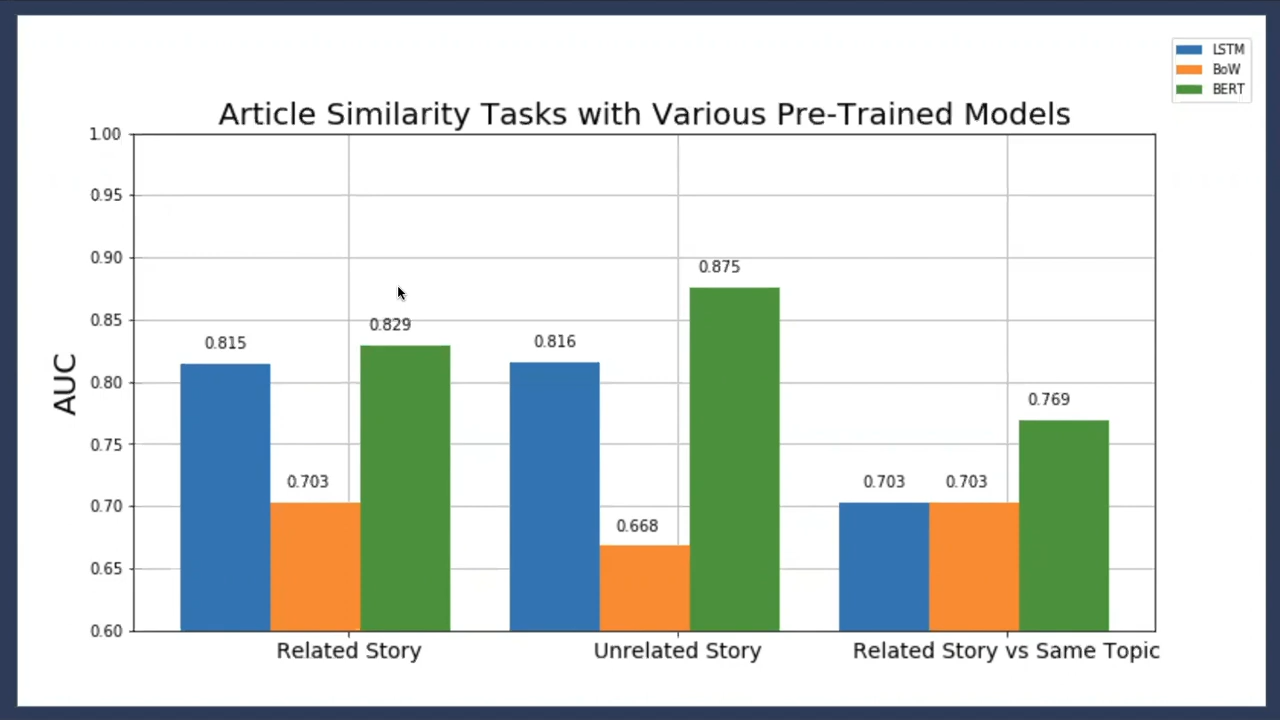 LSTM
BoW
BERT
Article Similarity Tasks with Various Pre-Trained Models
AUC
1.00
0.95
0.90
0.85
0.80
0.75
0.70
0.65
0.60
0.815
0.703
0.829
0.816
0.668
0.875
0.703
0.703
0.769
Related Story
Unrelated Story
Related Story vs Same Topic